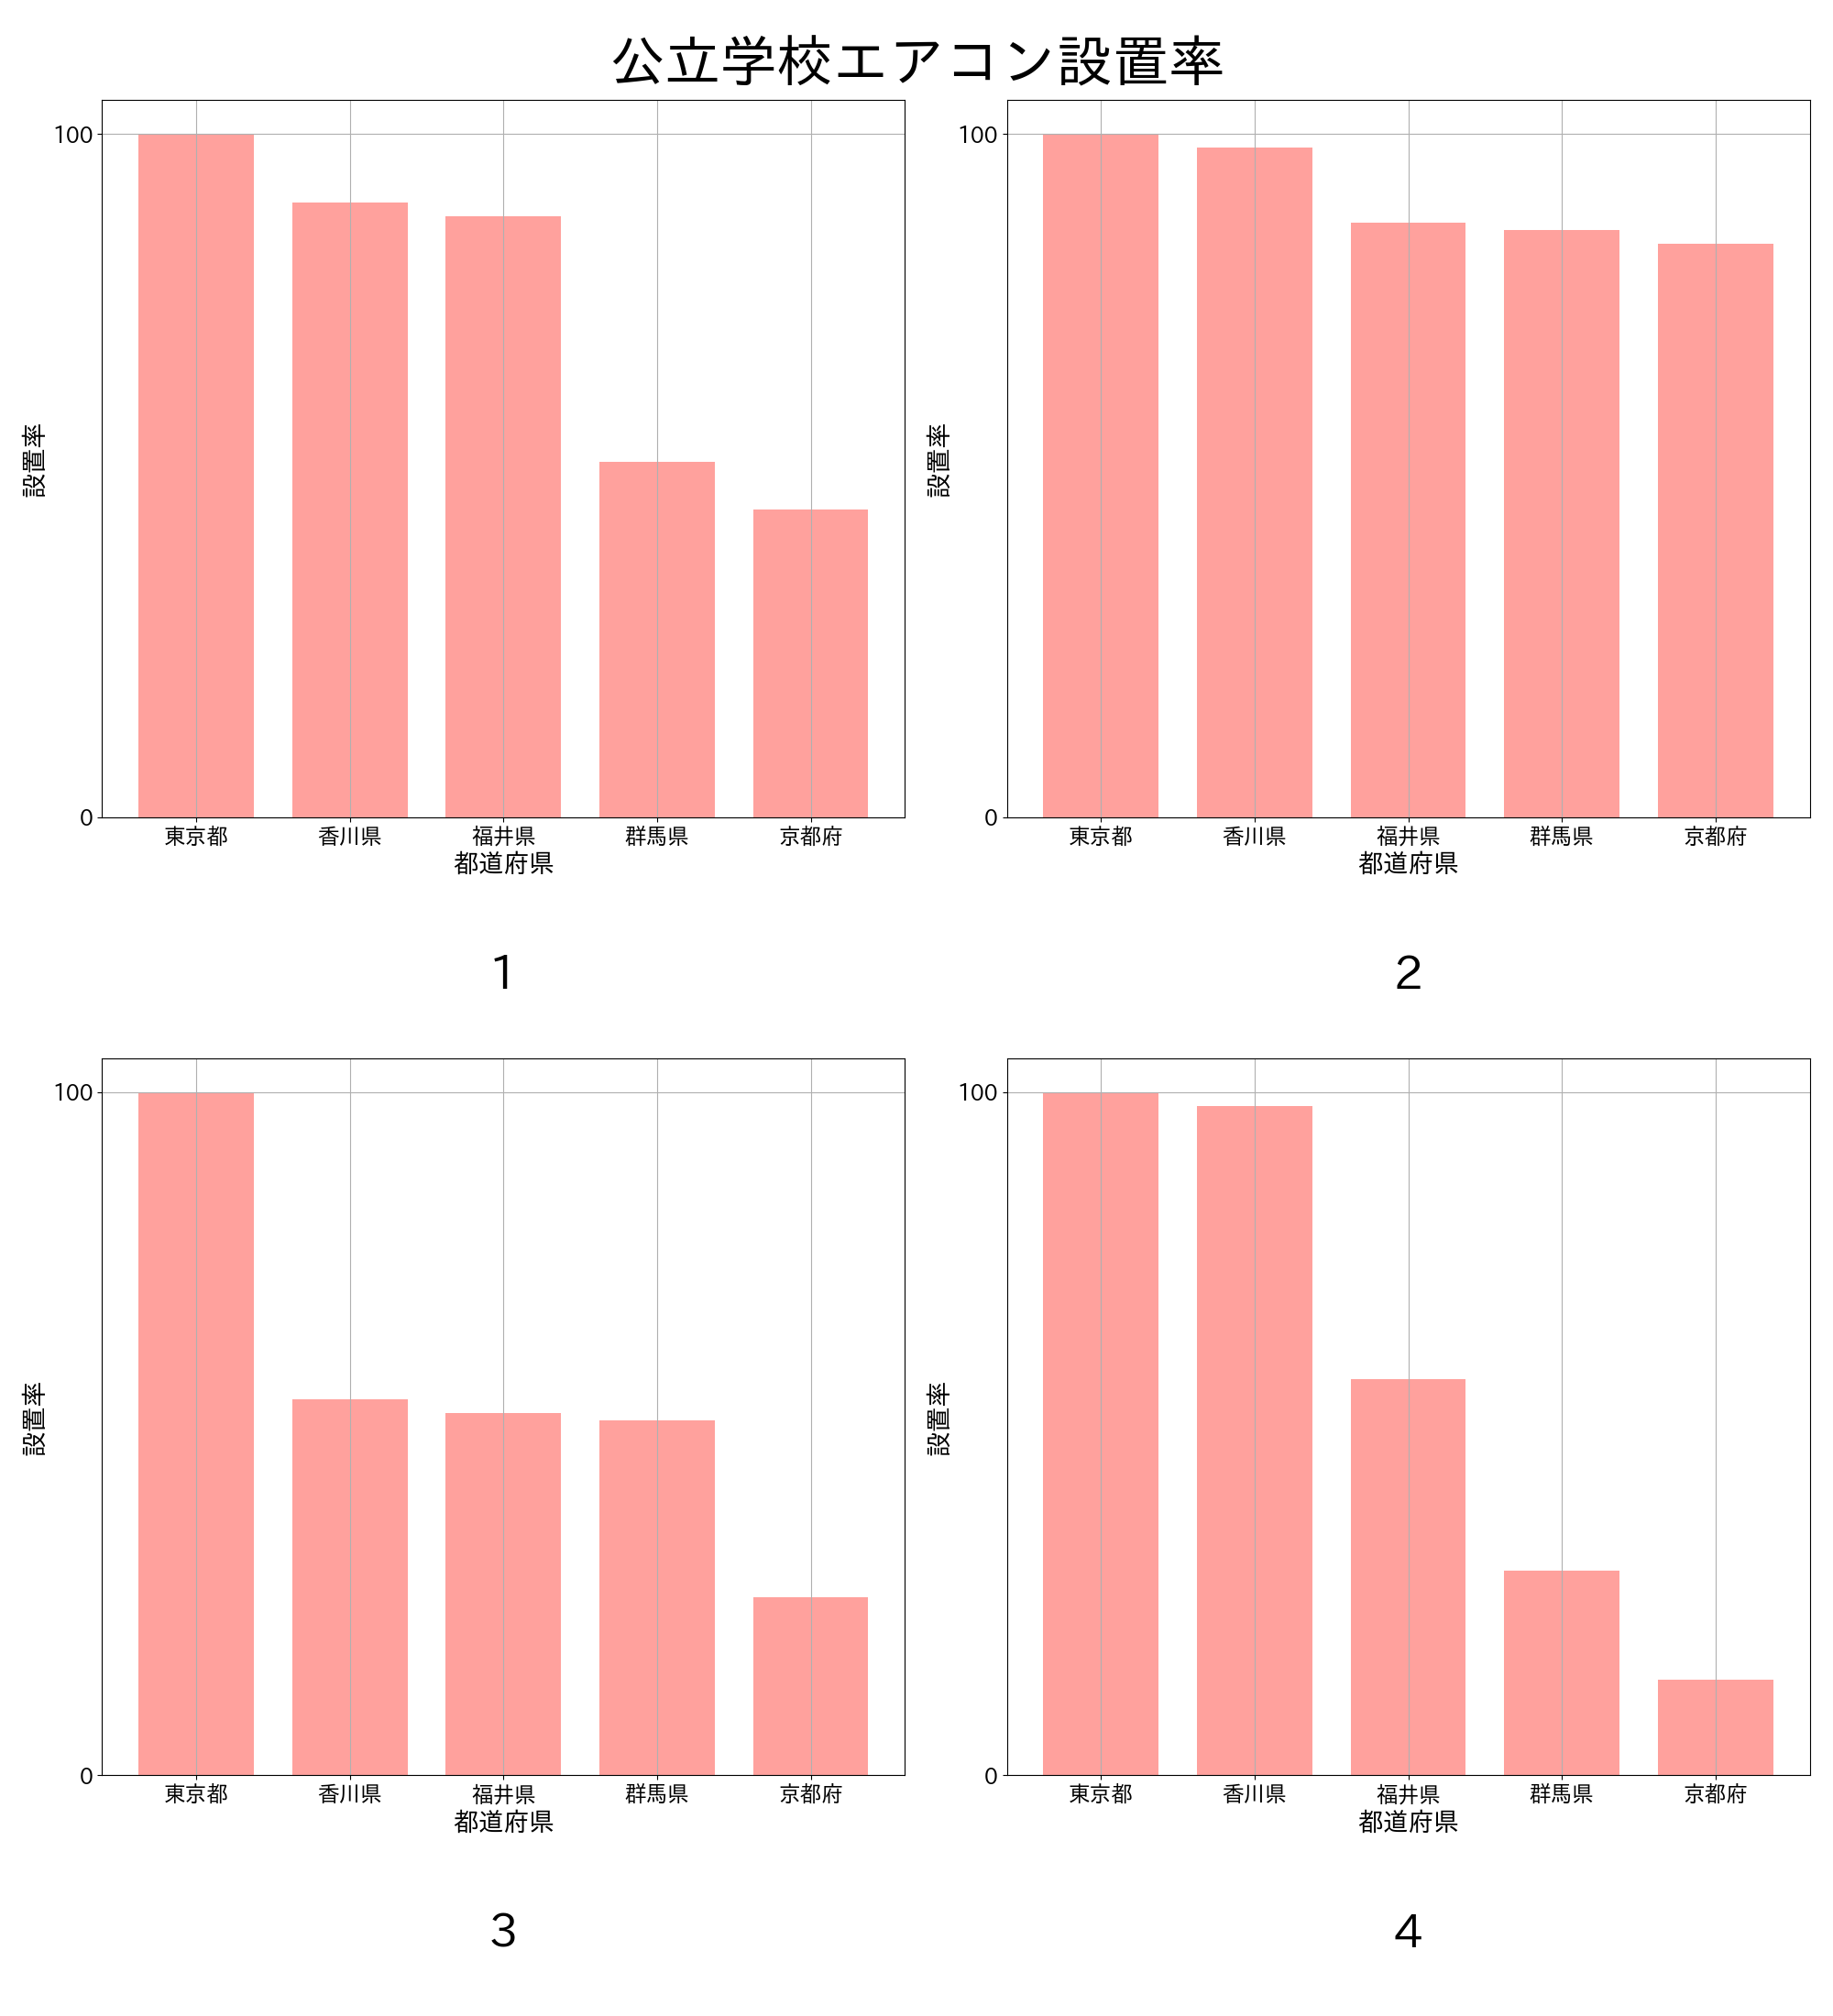 公立学校エアコン設置率
100
0
設置率
東京都 香川県 福井県 群馬県 京都府
都道府県
1
100
0
設置率
東京都 香川県 福井県 群馬県 京都府
都道府県
2
100
0
設置率
東京都 香川県 福井県 群馬県 京都府
都道府県
3
100
0
設置率
東京都 香川県 福井県 群馬県 京都府
都道府県
4